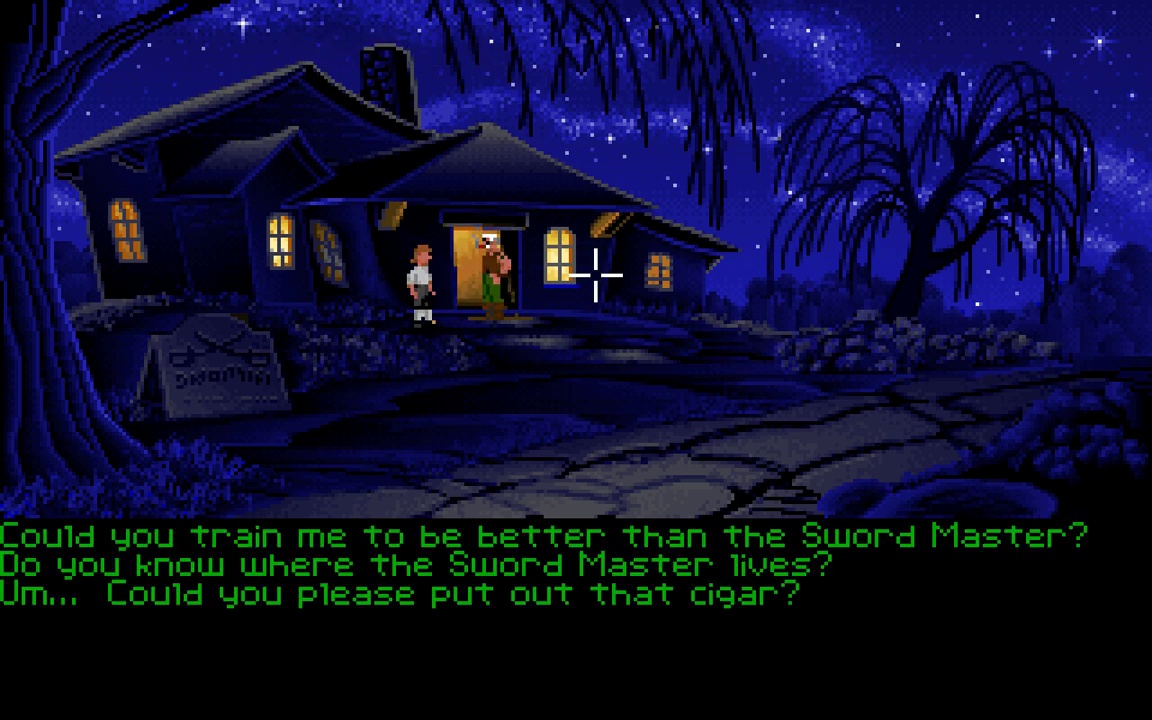 Could you train me to be better than the Sword Master?
Do you know where the Sword Master lives?
Um... Could you please put out that cigar?